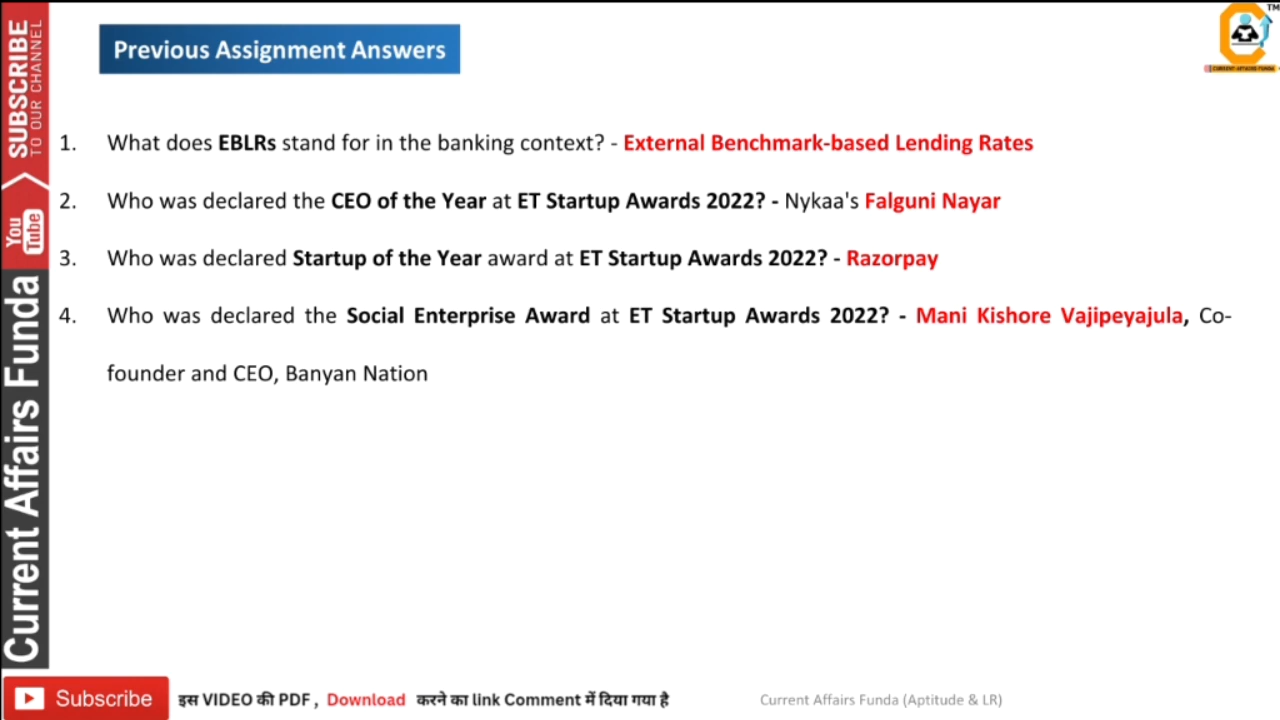 SUBSCRIBE
TO OUR CHANNEL
You
Tube
Current Affairs Funda
TM
CURRENT AFFAIRS FUNDA
Previous Assignment Answers
1. What does EBLRs stand for in the banking context? - External Benchmark-based Lending Rates
2. Who was declared the CEO of the Year at ET Startup Awards 2022? - Nykaa's Falguni Nayar
3. Who was declared Startup of the Year award at ET Startup Awards 2022? - Razorpay
4. Who was declared the Social Enterprise Award at ET Startup Awards 2022? - Mani Kishore Vajipeyajula, Co-
founder and CEO, Banyan Nation
Subscribe
इस VIDEO की PDF , Download करने का link Comment में दिया गया है
Current Affairs Funda (Aptitude & LR)